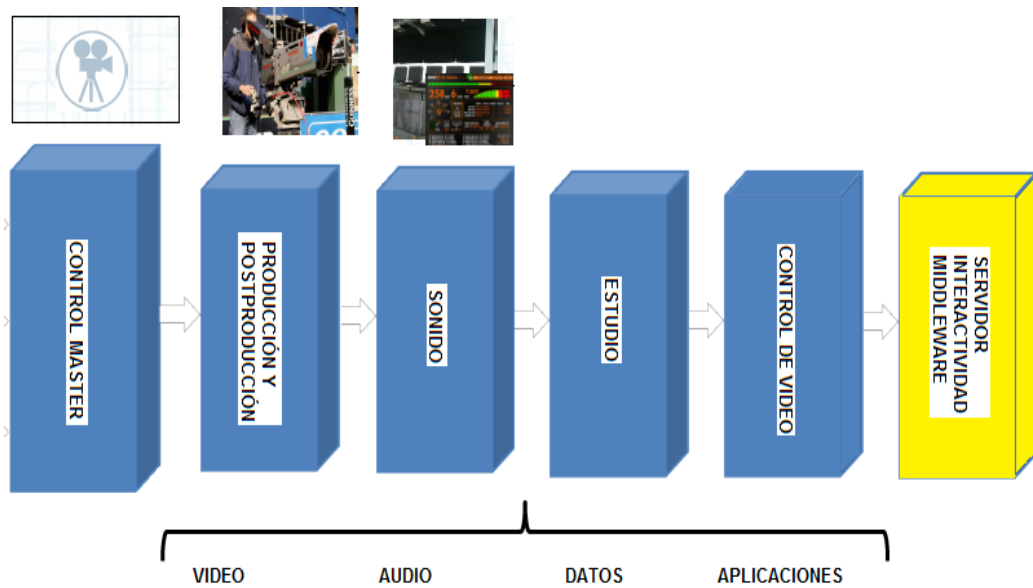 CONTROL MASTER
PRODUCCIÓN Y
POSTPRODUCCIÓN
SONIDO
ESTUDIO
CONTROL DE VIDEO
SERVIDOR
INTERACTIVIDAD
MIDDLEWARE
VIDEO
AUDIO
DATOS
APLICACIONES